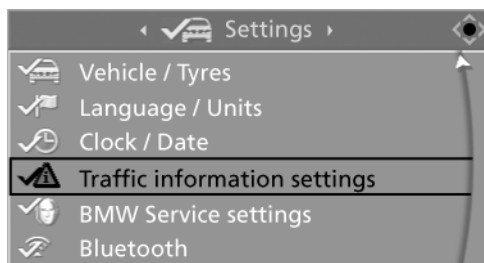 Settings
Vehicle / Tyres
Language / Units
Clock / Date
Traffic information settings
BMW Service settings
Bluetooth